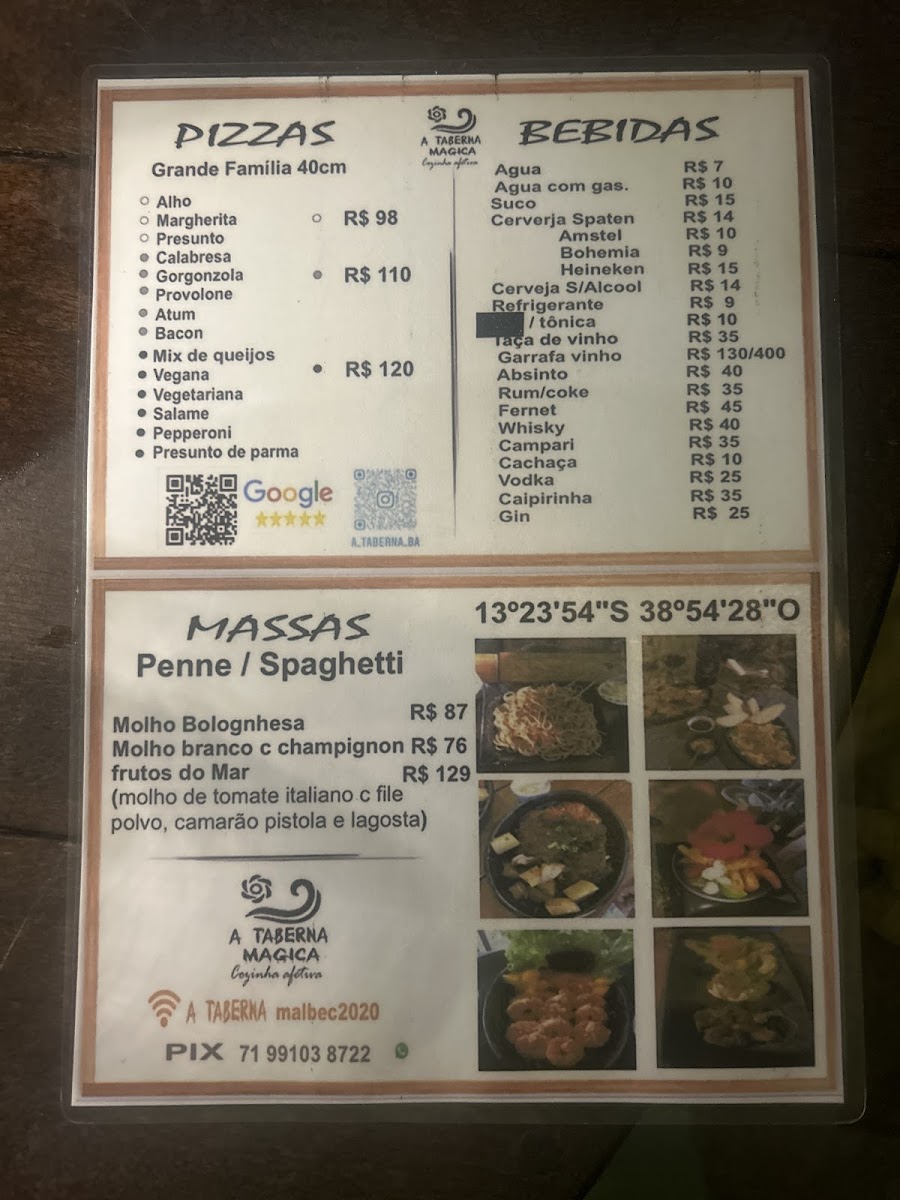 PIZZAS
Grande Família 40cm
Alho
Margherita R$ 98
Presunto
Calabresa
Gorgonzola R$ 110
Provolone
Atum
Bacon
Mix de queijos
Vegana R$ 120
Vegetariana
Salame
Pepperoni
Presunto de parma
Google
A_TABERNA_BA
A TABERNA
MAGICA
Cozinha afetiva
BEBIDAS
Agua R$ 7
Agua com gas. R$ 10
Suco R$ 15
Cerverja Spaten R$ 14
Amstel R$ 10
Bohemia R$ 9
Heineken R$ 15
Cerveja S/Alcool R$ 14
Refrigerante R$ 9
/ tônica R$ 10
Taça de vinho R$ 35
Garrafa vinho R$ 130/400
Absinto R$ 40
Rum/coke R$ 35
Fernet R$ 45
Whisky R$ 40
Campari R$ 35
Cachaça R$ 10
Vodka R$ 25
Caipirinha R$ 35
Gin R$ 25
MASSAS
Penne / Spaghetti
Molho Bolognhesa R$ 87
Molho branco c champignon R$ 76
frutos do Mar R$ 129
(molho de tomate italiano c file
polvo, camarão pistola e lagosta)
A TABERNA
MAGICA
Cozinha afetiva
A TABERNA malbec2020
PIX 71 99103 8722
13º23'54"S 38º54'28"O